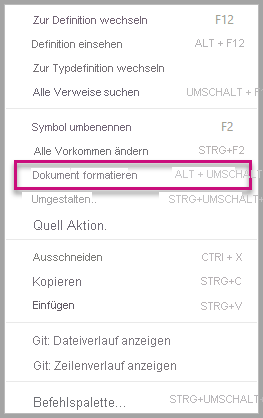 Zur Definition wechseln F12
Definition einsehen ALT + F12
Zur Typdefinition wechseln
Alle Verweise suchen UMSCHALT + F
Symbol umbenennen F2
Alle Vorkommen ändern STRG+F2
Dokument formatieren ALT + UMSCHALT
Umgestalten.. STRG+UMSCHALT
Quell Aktion.
Ausschneiden CTRl + X
Kopieren STRG+C
Einfügen STRG+V
Git: Dateiverlauf anzeigen
Git: Zeilenverlauf anzeigen
Befehlspalette... STRG+UMSCHALT